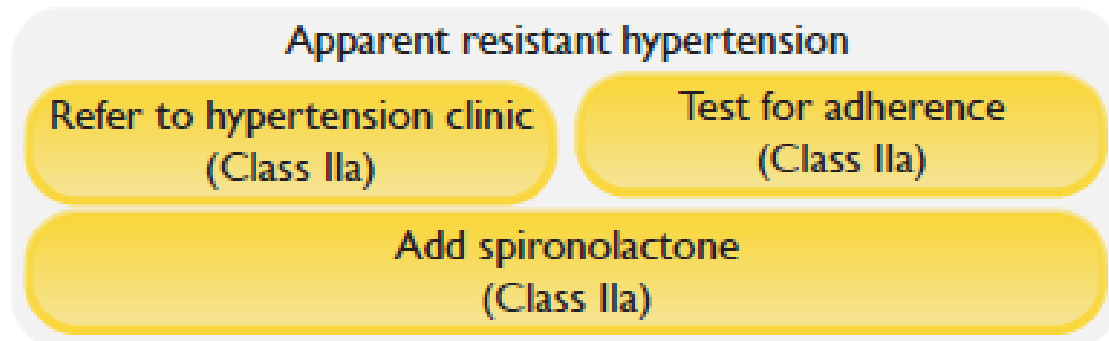 Apparent resistant hypertension
Refer to hypertension clinic
(Class IIa)
Test for adherence
(Class IIa)
Add spironolactone
(Class IIa)